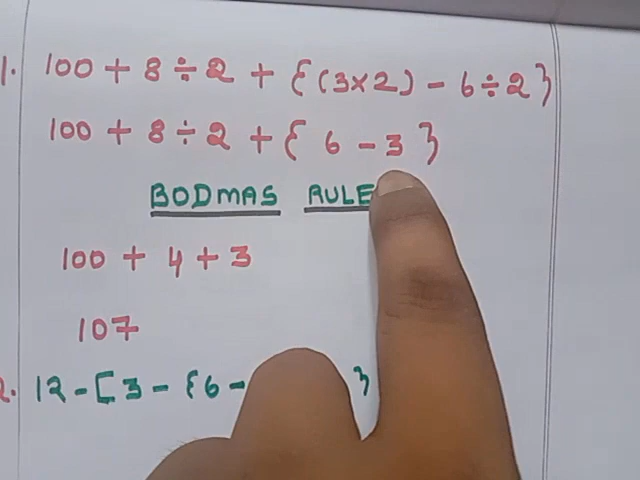 1. 100 + 8 ÷ 2 + {(3×2) - 6 ÷ 2}
100 + 8 ÷ 2 + { 6 - 3 }
BODMAS RULE
100 + 4 + 3
107
2. 12 - [ 3 - { 6 - }